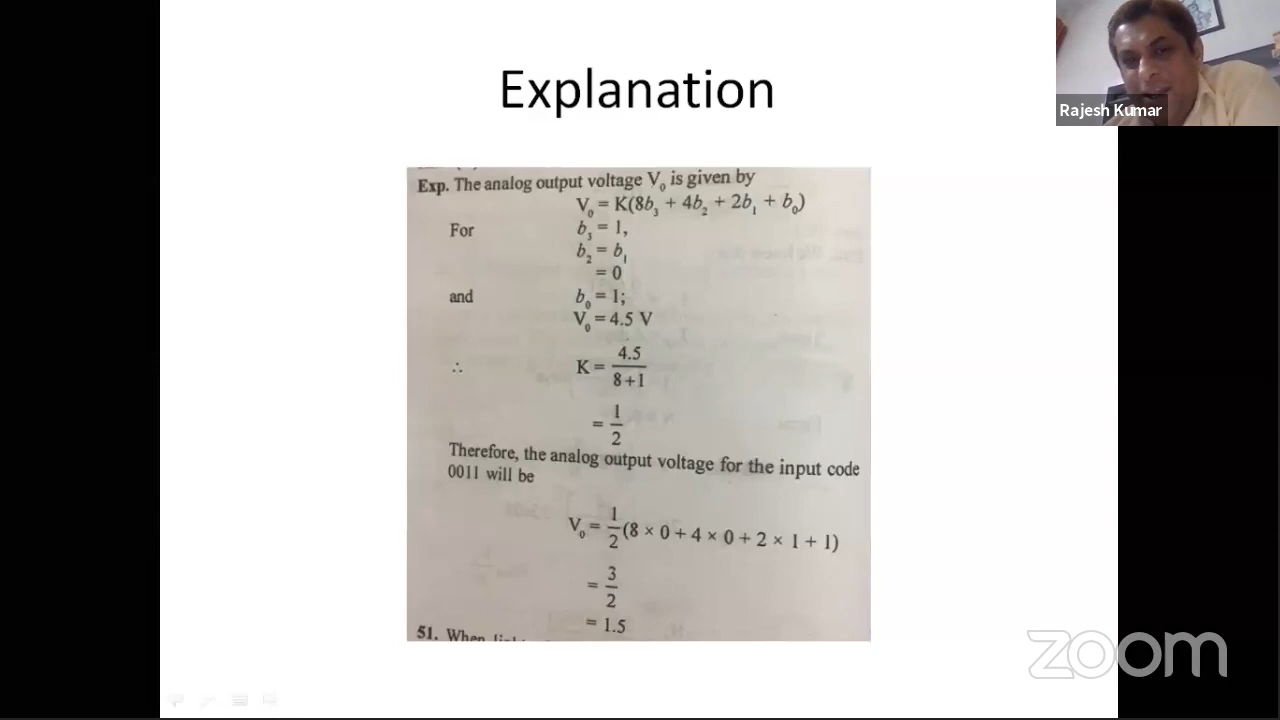 Explanation
Rajesh Kumar
Exp. The analog output voltage V₀ is given by
V₀ = K(8b₃ + 4b₂ + 2b₁ + b₀)
For b₃ = 1,
b₂ = b₁
= 0
and b₀ = 1;
V₀ = 4.5 V
∴ K = 4.5 / 8+1
= 1/2
Therefore, the analog output voltage for the input code
0011 will be
V₀ = 1/2 (8 × 0 + 4 × 0 + 2 × 1 + 1)
= 3/2
= 1.5
51. When
zoom